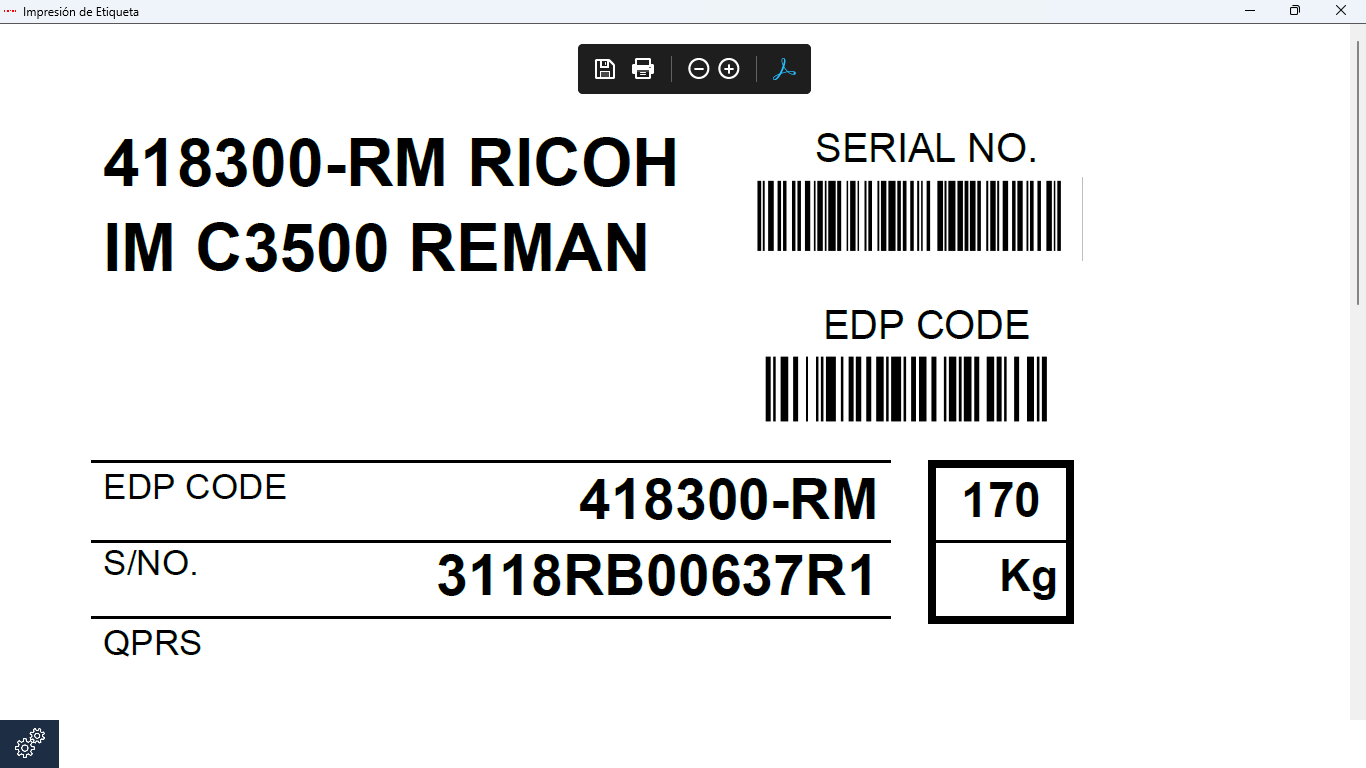 Impresión de Etiqueta
418300-RM RICOH
IM C3500 REMAN
SERIAL NO.
EDP CODE
EDP CODE 418300-RM
S/NO. 3118RB00637R1
QPRS
170
Kg